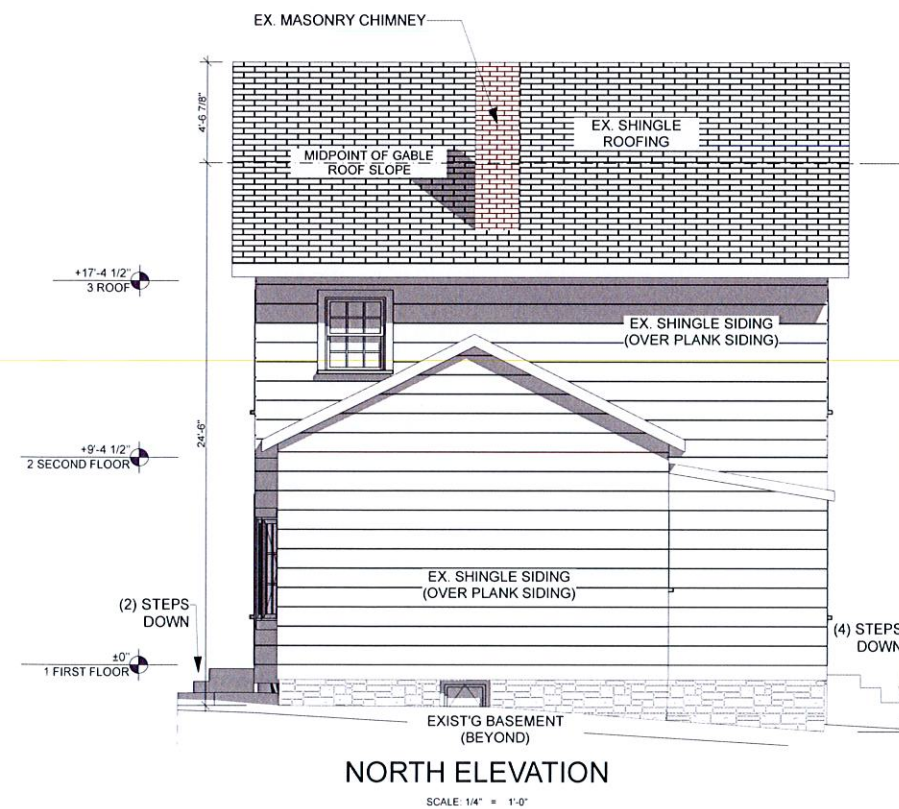 EX. MASONRY CHIMNEY
4'-6 7/8"
EX. SHINGLE
ROOFING
MIDPOINT OF GABLE
ROOF SLOPE
+17'-4 1/2"
3 ROOF
EX. SHINGLE SIDING
(OVER PLANK SIDING)
24'-6"
+9'-4 1/2"
2 SECOND FLOOR
EX. SHINGLE SIDING
(OVER PLANK SIDING)
(2) STEPS
DOWN
(4) STEPS
DOWN
±0"
1 FIRST FLOOR
EXIST'G BASEMENT
(BEYOND)
NORTH ELEVATION
SCALE: 1/4" = 1'-0"